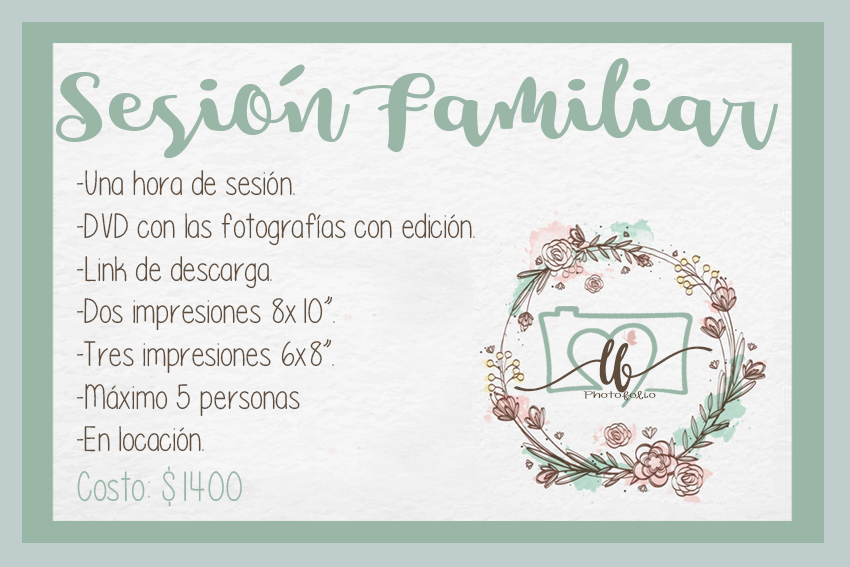 Sesión Familiar
-Una hora de sesión.
-DVD con las fotografías con edición.
-Link de descarga.
-Dos impresiones 8x10”.
-Tres impresiones 6x8”.
-Máximo 5 personas
-En locación.
Costo: $1400
Photofolio